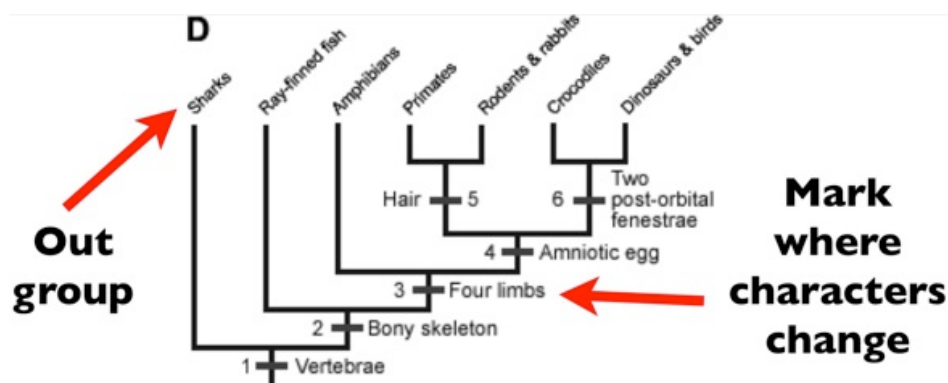 D
Sharks
Ray-finned fish
Amphibians
Primates
Rodents & rabbits
Crocodiles
Dinosaurs & birds
Out
group
Hair
5
6
Two
post-orbital
fenestrae
4
Amniotic egg
3
Four limbs
2
Bony skeleton
1
Vertebrae
Mark
where
characters
change